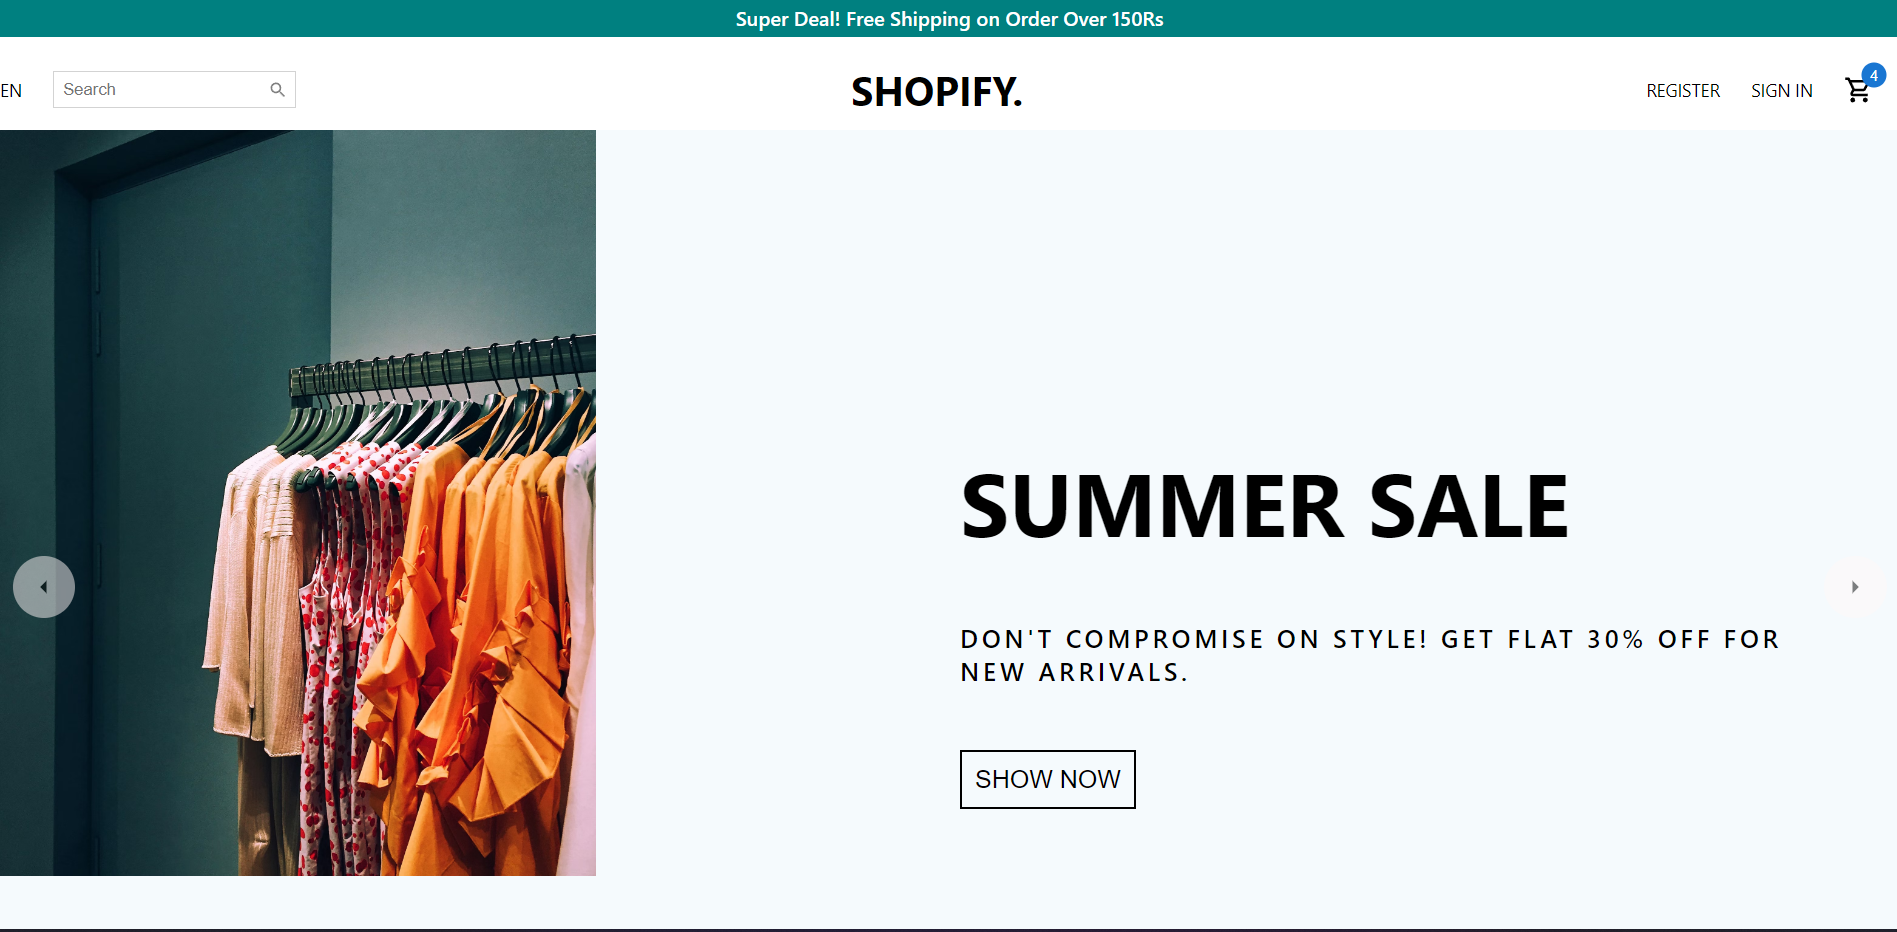 Super Deal! Free Shipping on Order Over 150Rs
EN
Search
SHOPIFY.
REGISTER
SIGN IN
4
SUMMER SALE
DON'T COMPROMISE ON STYLE! GET FLAT 30% OFF FOR
NEW ARRIVALS.
SHOW NOW